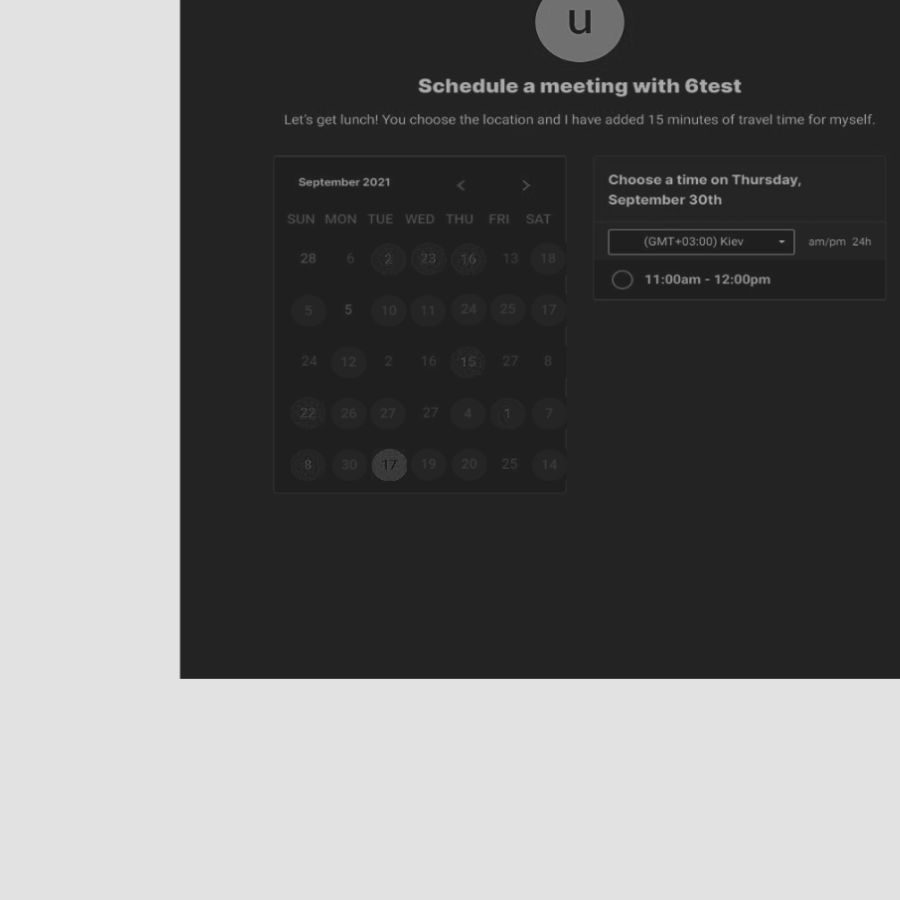 u
Schedule a meeting with 6test
Let's get lunch! You choose the location and I have added 15 minutes of travel time for myself.
September 2021 < >
SUN MON TUE WED THU FRI SAT
28 6 2 23 16 13 18
5 5 10 11 24 25 17
24 12 2 16 15 27 8
22 26 27 27 4 1 7
8 30 17 19 20 25 14
Choose a time on Thursday,
September 30th
(GMT+03:00) Kiev am/pm 24h
11:00am - 12:00pm